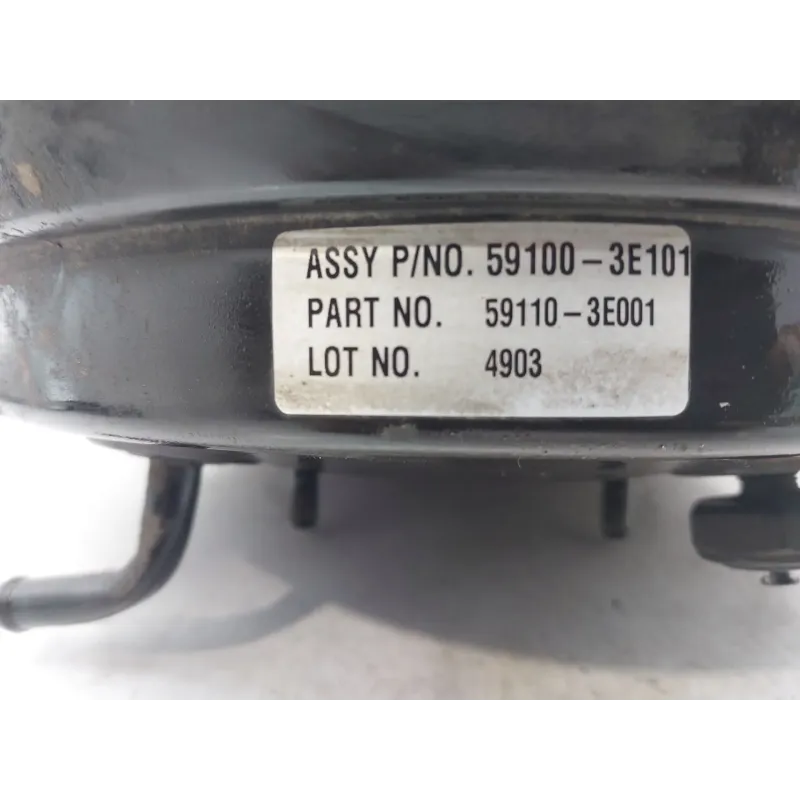 ASSY P/NO. 59100-3E101
PART NO. 59110-3E001
LOT NO. 4903